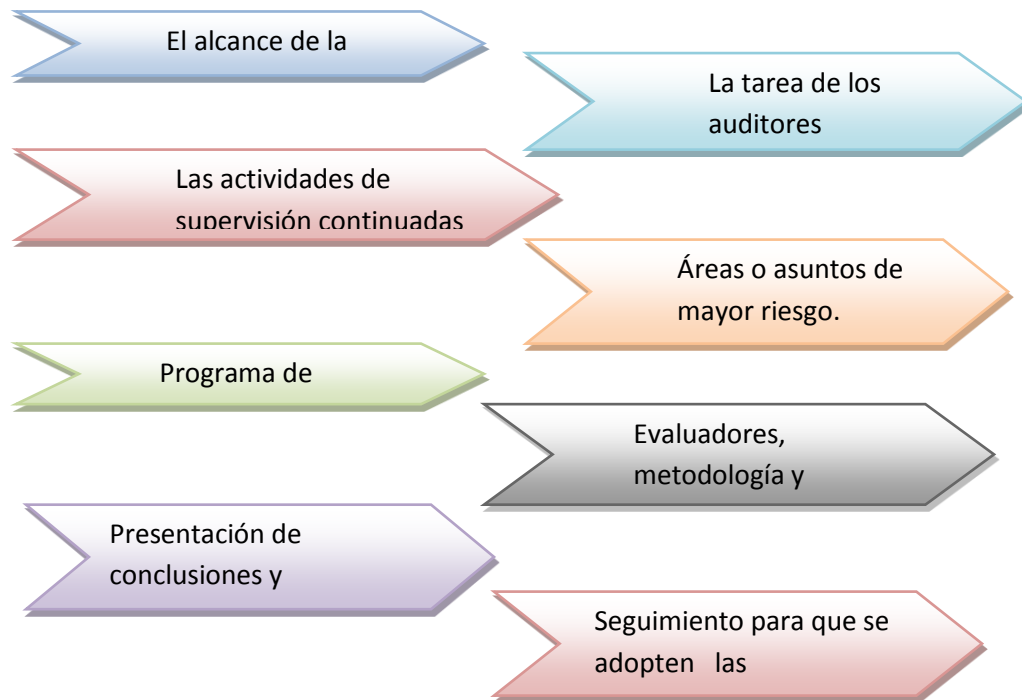 El alcance de la
La tarea de los
auditores
Las actividades de
supervisión continuadas
Áreas o asuntos de
mayor riesgo.
Programa de
Evaluadores,
metodología y
Presentación de
conclusiones y
Seguimiento para que se
adopten las